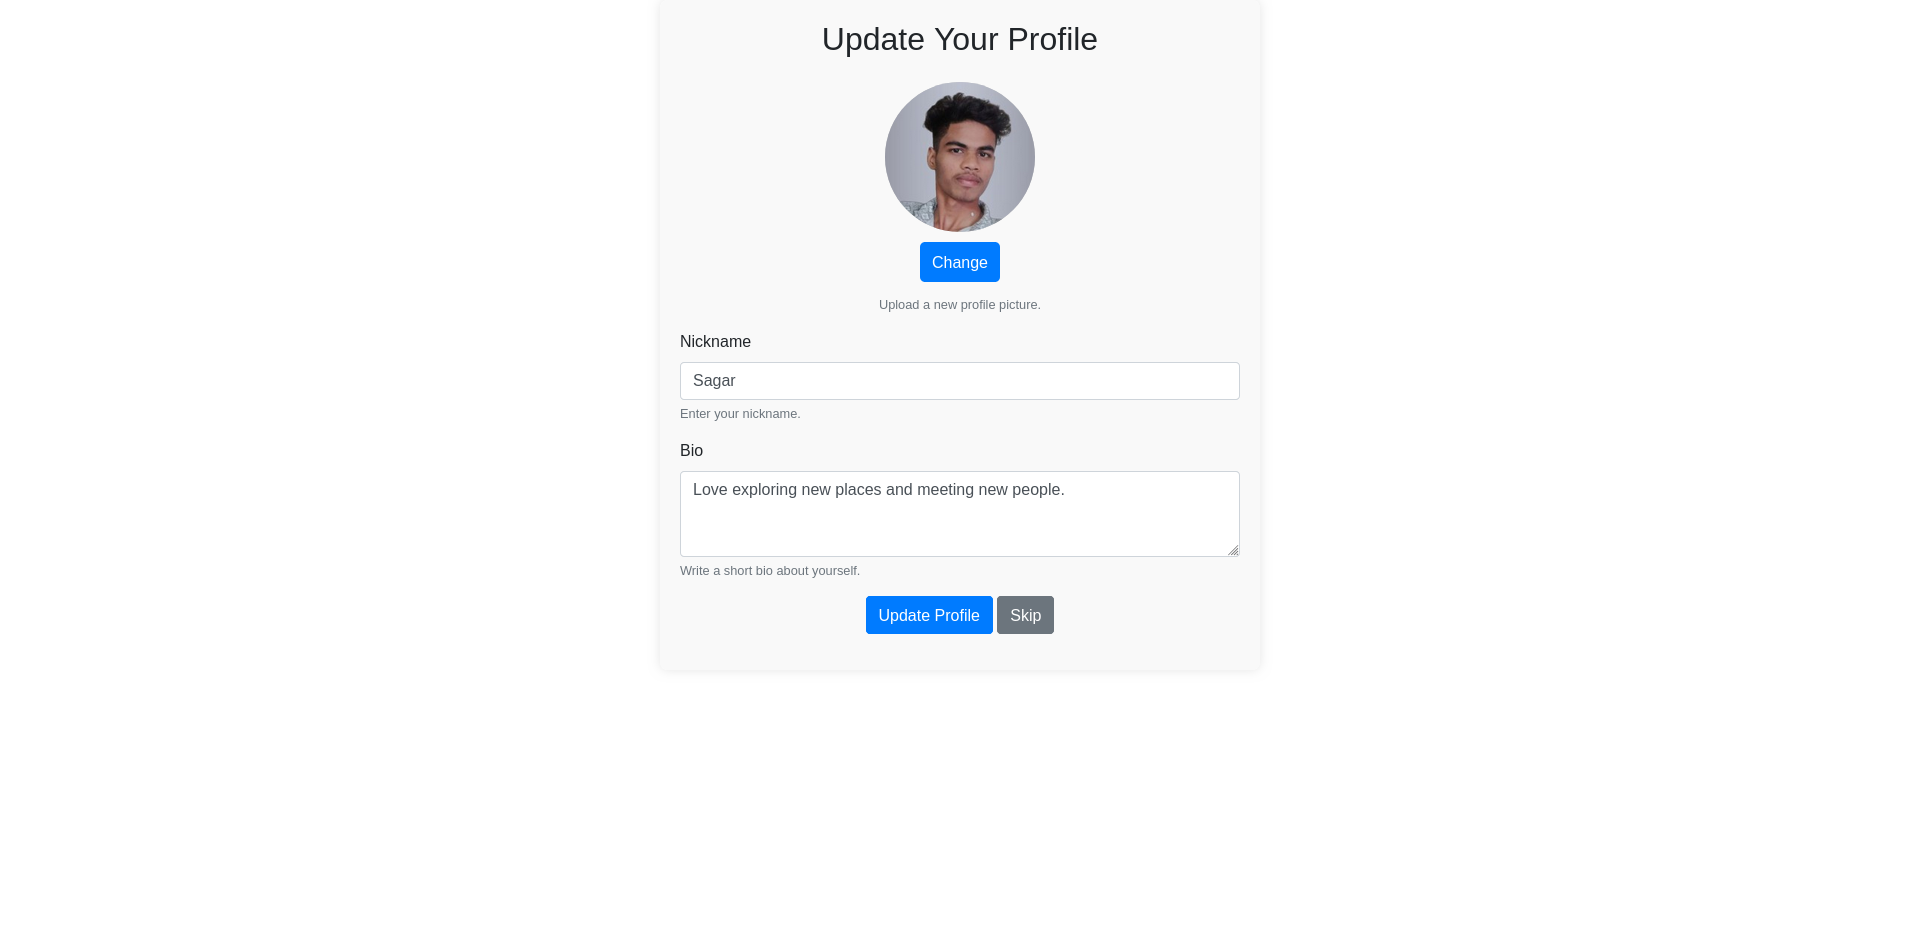 Update Your Profile
Change
Upload a new profile picture.
Nickname
Sagar
Enter your nickname.
Bio
Love exploring new places and meeting new people.
Write a short bio about yourself.
Update Profile Skip